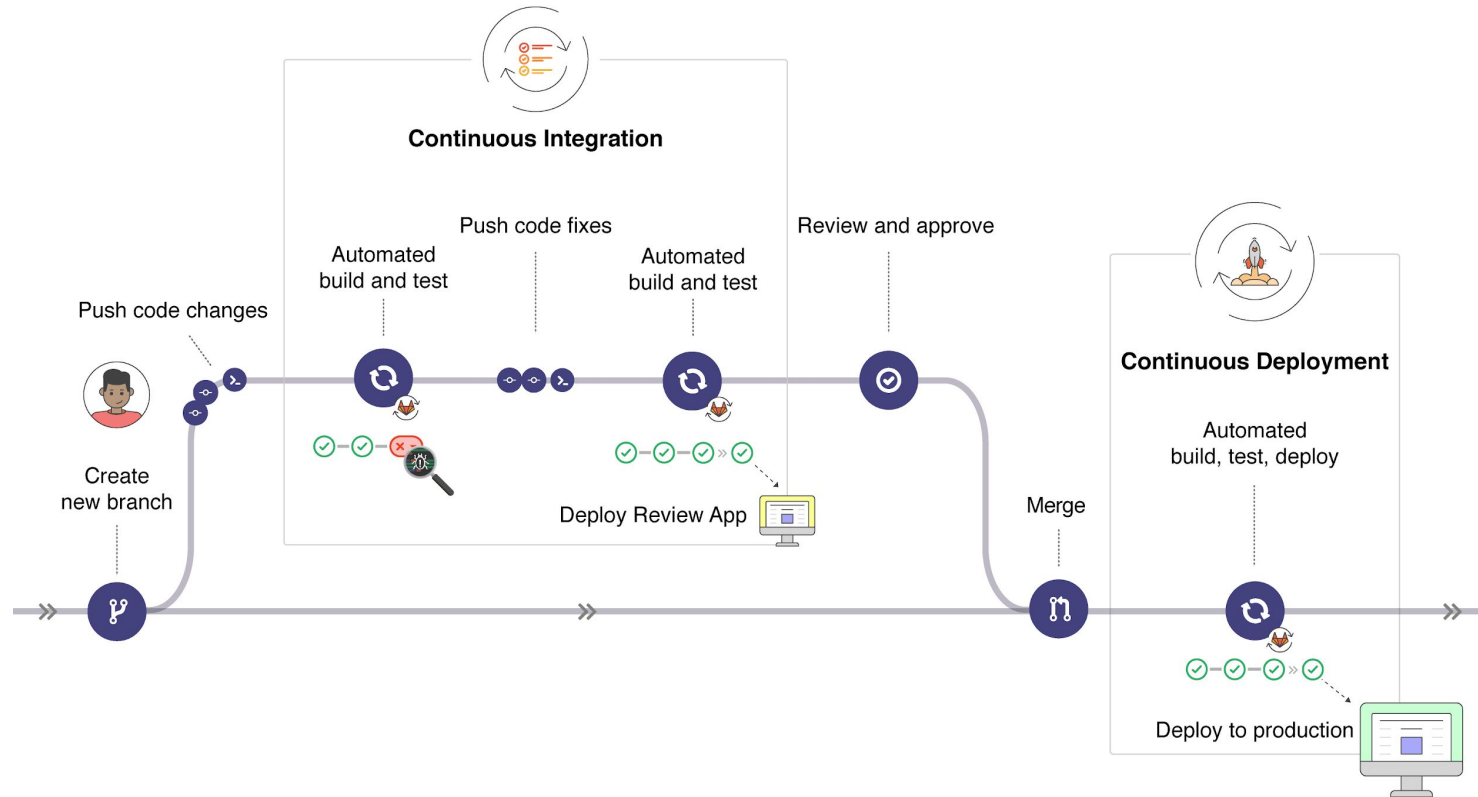 Continuous Integration
Push code fixes
Review and approve
Automated
build and test
Automated
build and test
Push code changes
Create
new branch
Deploy Review App
Continuous Deployment
Automated
build, test, deploy
Merge
Deploy to production